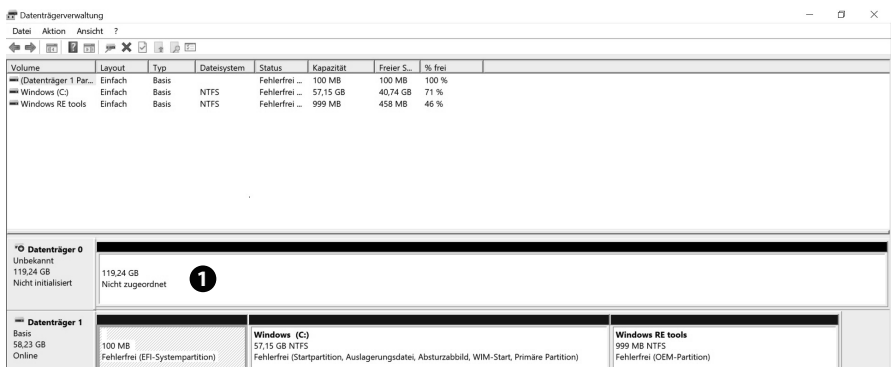 Datenträgerverwaltung
Datei Aktion Ansicht ?
Volume Layout Typ Dateisystem Status Kapazität Freier S... % frei
(Datenträger 1 Par... Einfach Basis Fehlerfrei ... 100 MB 100 MB 100 %
Windows (C:) Einfach Basis NTFS Fehlerfrei ... 57,15 GB 40,74 GB 71 %
Windows RE tools Einfach Basis NTFS Fehlerfrei ... 999 MB 458 MB 46 %
Datenträger 0
Unbekannt
119,24 GB
Nicht initialisiert
119,24 GB
Nicht zugeordnet
1
Datenträger 1
Basis
58,23 GB
Online
100 MB
Fehlerfrei (EFI-Systempartition)
Windows (C:)
57,15 GB NTFS
Fehlerfrei (Startpartition, Auslagerungsdatei, Absturzabbild, WIM-Start, Primäre Partition)
Windows RE tools
999 MB NTFS
Fehlerfrei (OEM-Partition)